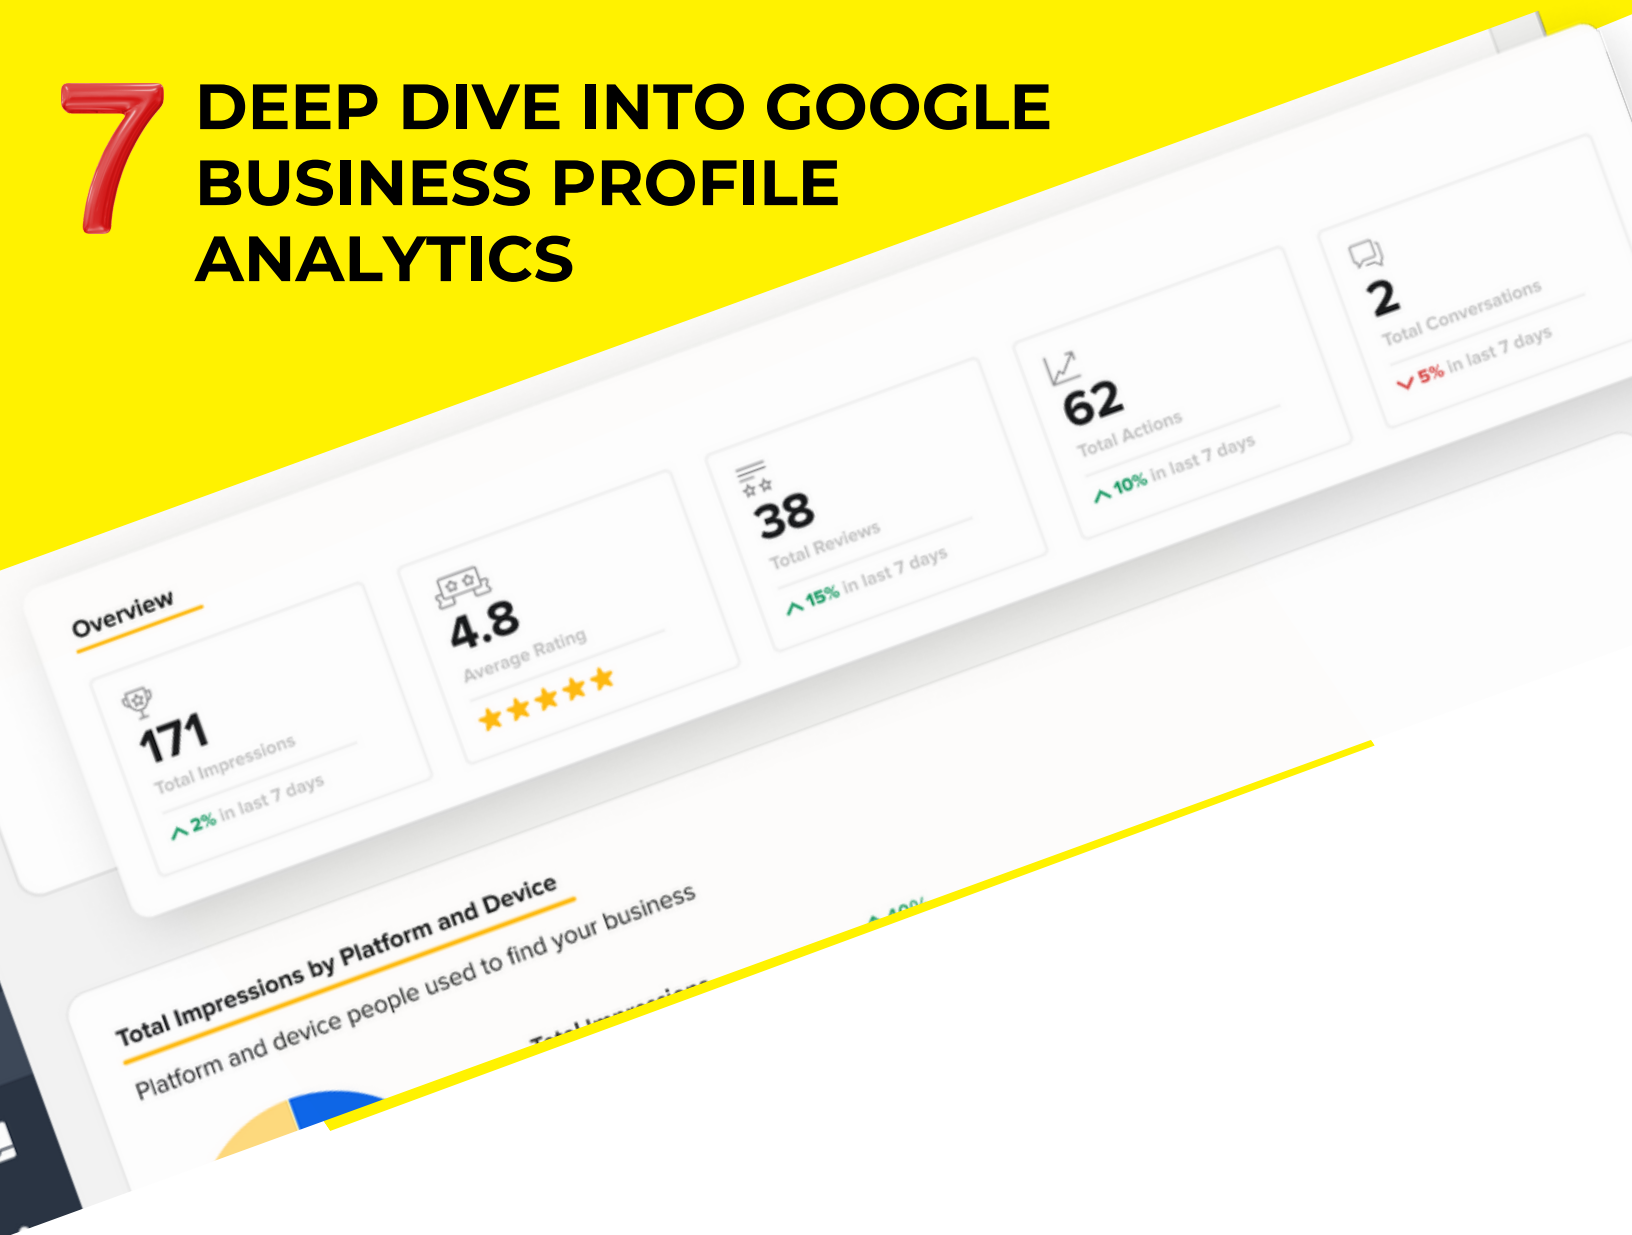 7
DEEP DIVE INTO GOOGLE
BUSINESS PROFILE
ANALYTICS
Overview
171
Total Impressions
2% in last 7 days
4.8
Average Rating
38
Total Reviews
15% in last 7 days
62
Total Actions
10% in last 7 days
2
Total Conversations
5% in last 7 days
Total Impressions by Platform and Device
Platform and device people used to find your business
Total Impressions